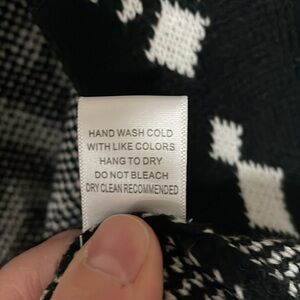 HAND WASH COLD
WITH LIKE COLORS
HANG TO DRY
DO NOT BLEACH
DRY CLEAN RECOMMENDED